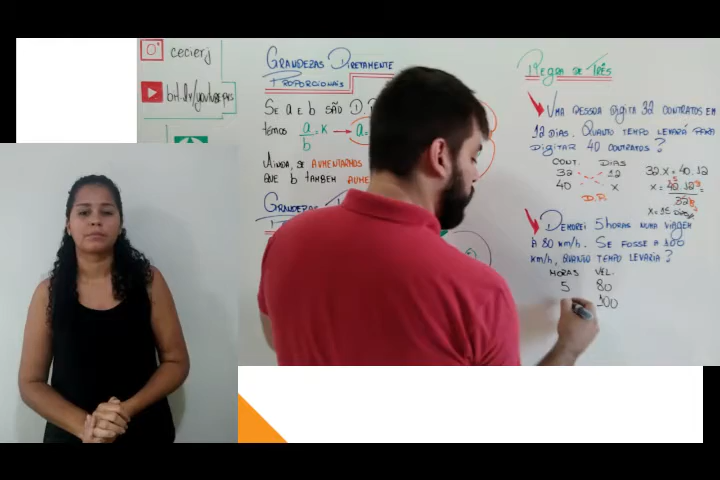 cecierj
bit.ly/youtube
GRANDEZAS DIRETAMENTE
PROPORCIONAIS
SE a E b SÃO
TEMOS a/b = K → a=
AINDA, SE AUMENTARMOS
QUE b TAMBÉM AUME
GRANDEZAS
REGRA DE TRÊS
UMA PESSOA DIGITA 32 CONTRATOS EM
12 DIAS. QUANTO TEMPO LEVARÁ PARA
DIGITAR 40 CONTRATOS?
CONT. DIAS
32 12
40 x
D.P.
32.x = 40.12
x = 40.12 =
32
x = 15 DIAS
DEMOREI 5 HORAS NUMA VIAGEM
À 80 KM/H. SE FOSSE A 100
KM/H, QUANTO TEMPO LEVARIA?
HORAS VEL.
5 80
100